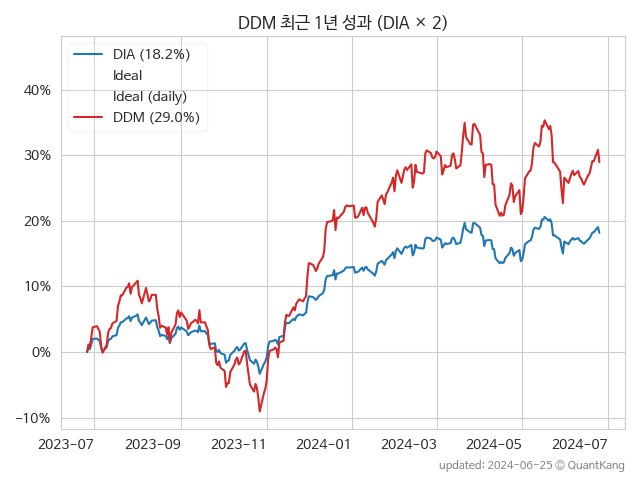 DDM 최근 1년 성과 (DIA × 2)
DIA (18.2%)
Ideal
Ideal (daily)
DDM (29.0%)
40%
30%
20%
10%
0%
−10%
2023-07 2023-09 2023-11 2024-01 2024-03 2024-05 2024-07
updated: 2024-06-25 © QuantKang